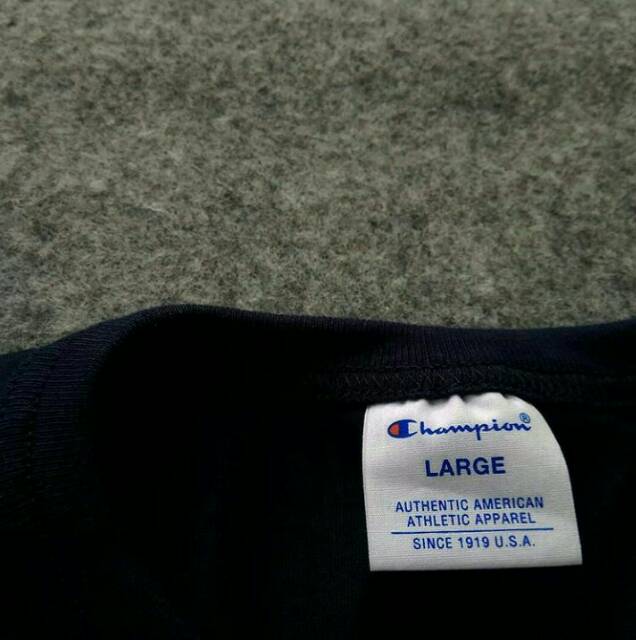 Champion®
LARGE
AUTHENTIC AMERICAN
ATHLETIC APPAREL
SINCE 1919 U.S.A.